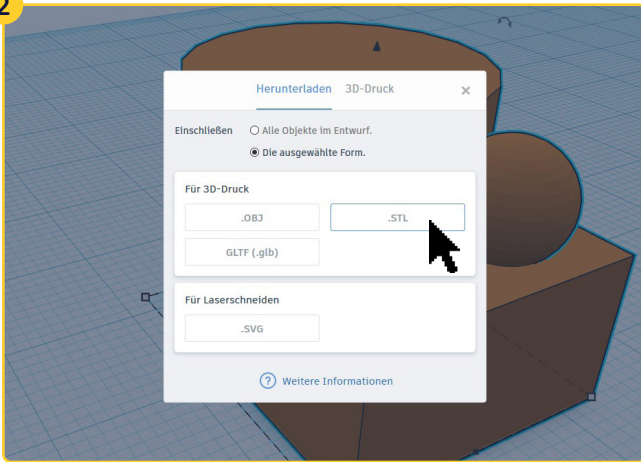 2
Herunterladen 3D-Druck
Einschließen Alle Objekte im Entwurf.
Die ausgewählte Form.
Für 3D-Druck
.OBJ .STL
GLTF (.glb)
Für Laserschneiden
.SVG
? Weitere Informationen